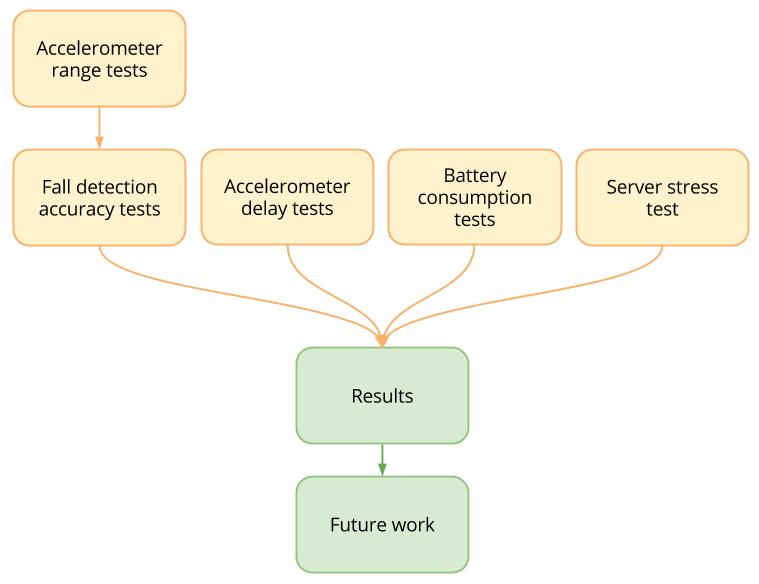 Accelerometer
range tests
Fall detection
accuracy tests
Accelerometer
delay tests
Battery
consumption
tests
Server stress
test
Results
Future work